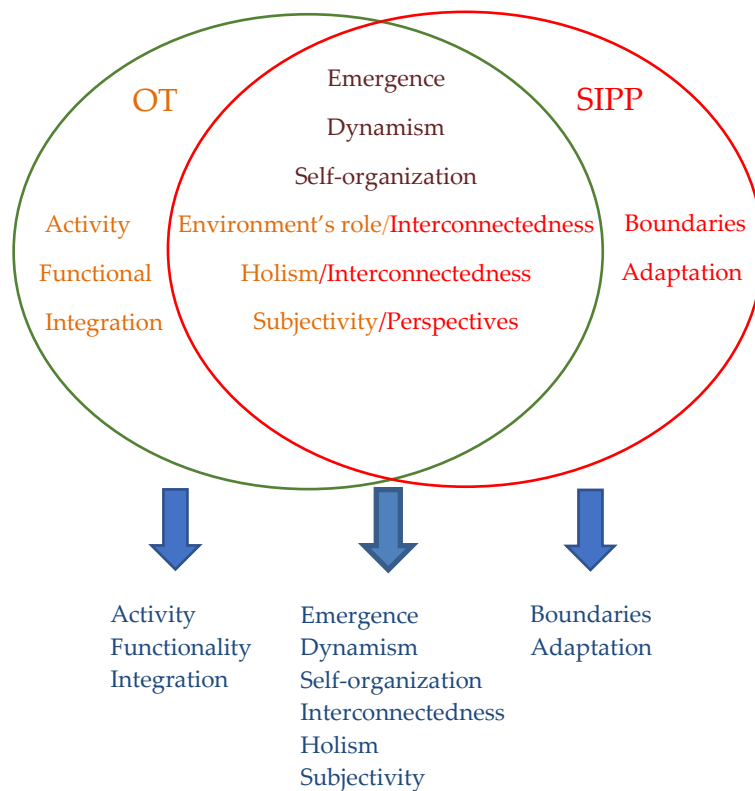 Emergence
OT
SIPP
Dynamism
Self-organization
Activity
Environment's role/Interconnectedness
Boundaries
Functional
Holism/Interconnectedness
Adaptation
Integration
Subjectivity/Perspectives
Activity
Functionality
Integration
Emergence
Dynamism
Self-organization
Interconnectedness
Holism
Subjectivity
Boundaries
Adaptation